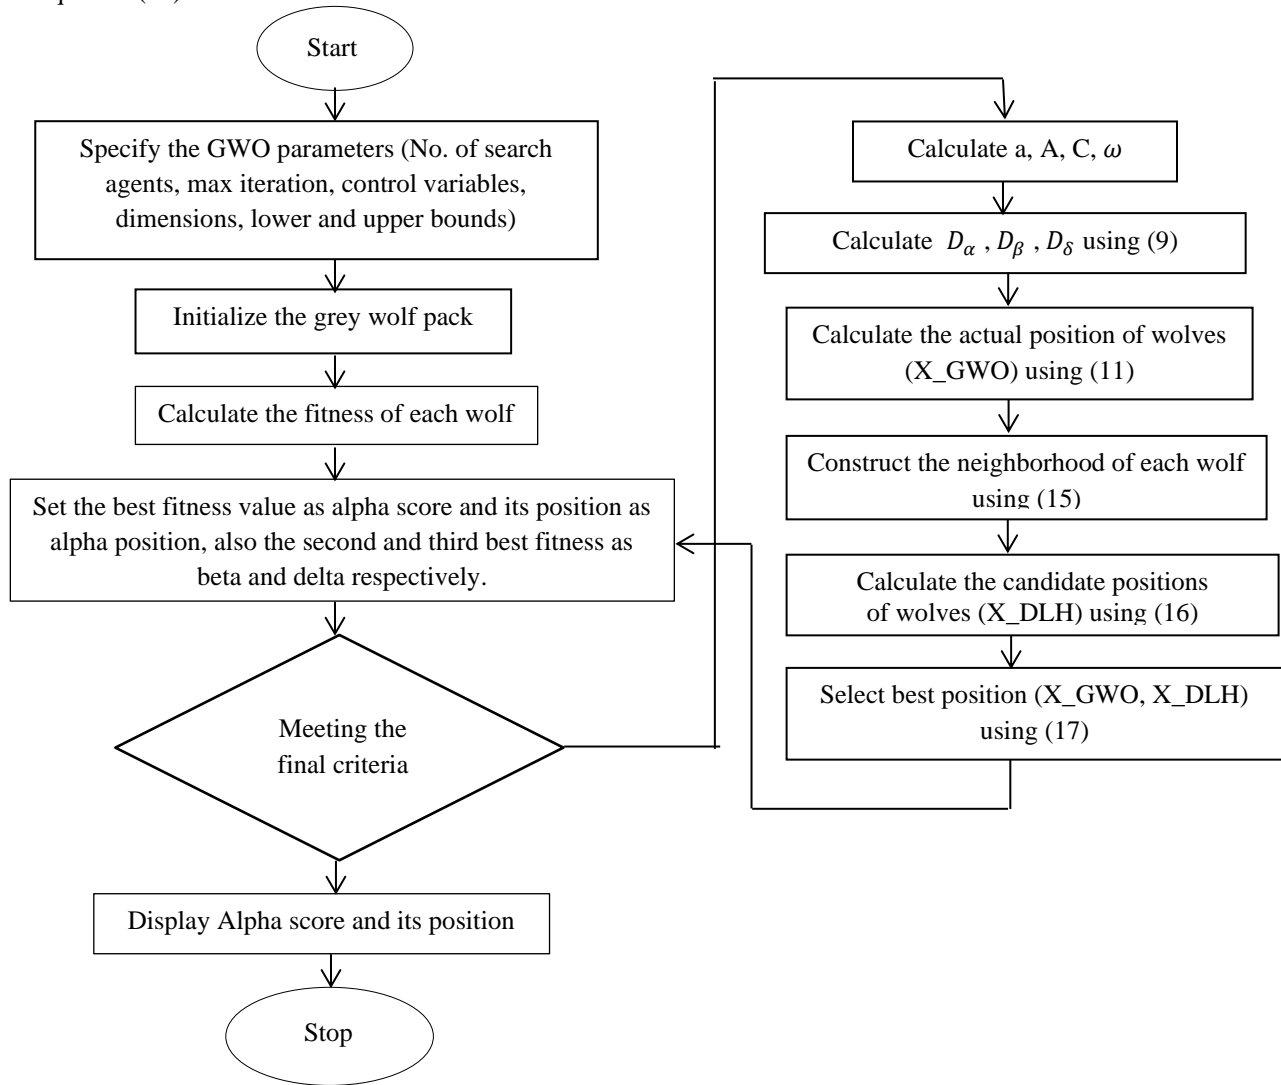 Start
Specify the GWO parameters (No. of search
agents, max iteration, control variables,
dimensions, lower and upper bounds)
Initialize the grey wolf pack
Calculate the fitness of each wolf
Set the best fitness value as alpha score and its position as
alpha position, also the second and third best fitness as
beta and delta respectively.
Meeting the
final criteria
Display Alpha score and its position
Stop
Calculate a, A, C, ω
Calculate D_α , D_β , D_δ using (9)
Calculate the actual position of wolves
(X_GWO) using (11)
Construct the neighborhood of each wolf
using (15)
Calculate the candidate positions
of wolves (X_DLH) using (16)
Select best position (X_GWO, X_DLH)
using (17)